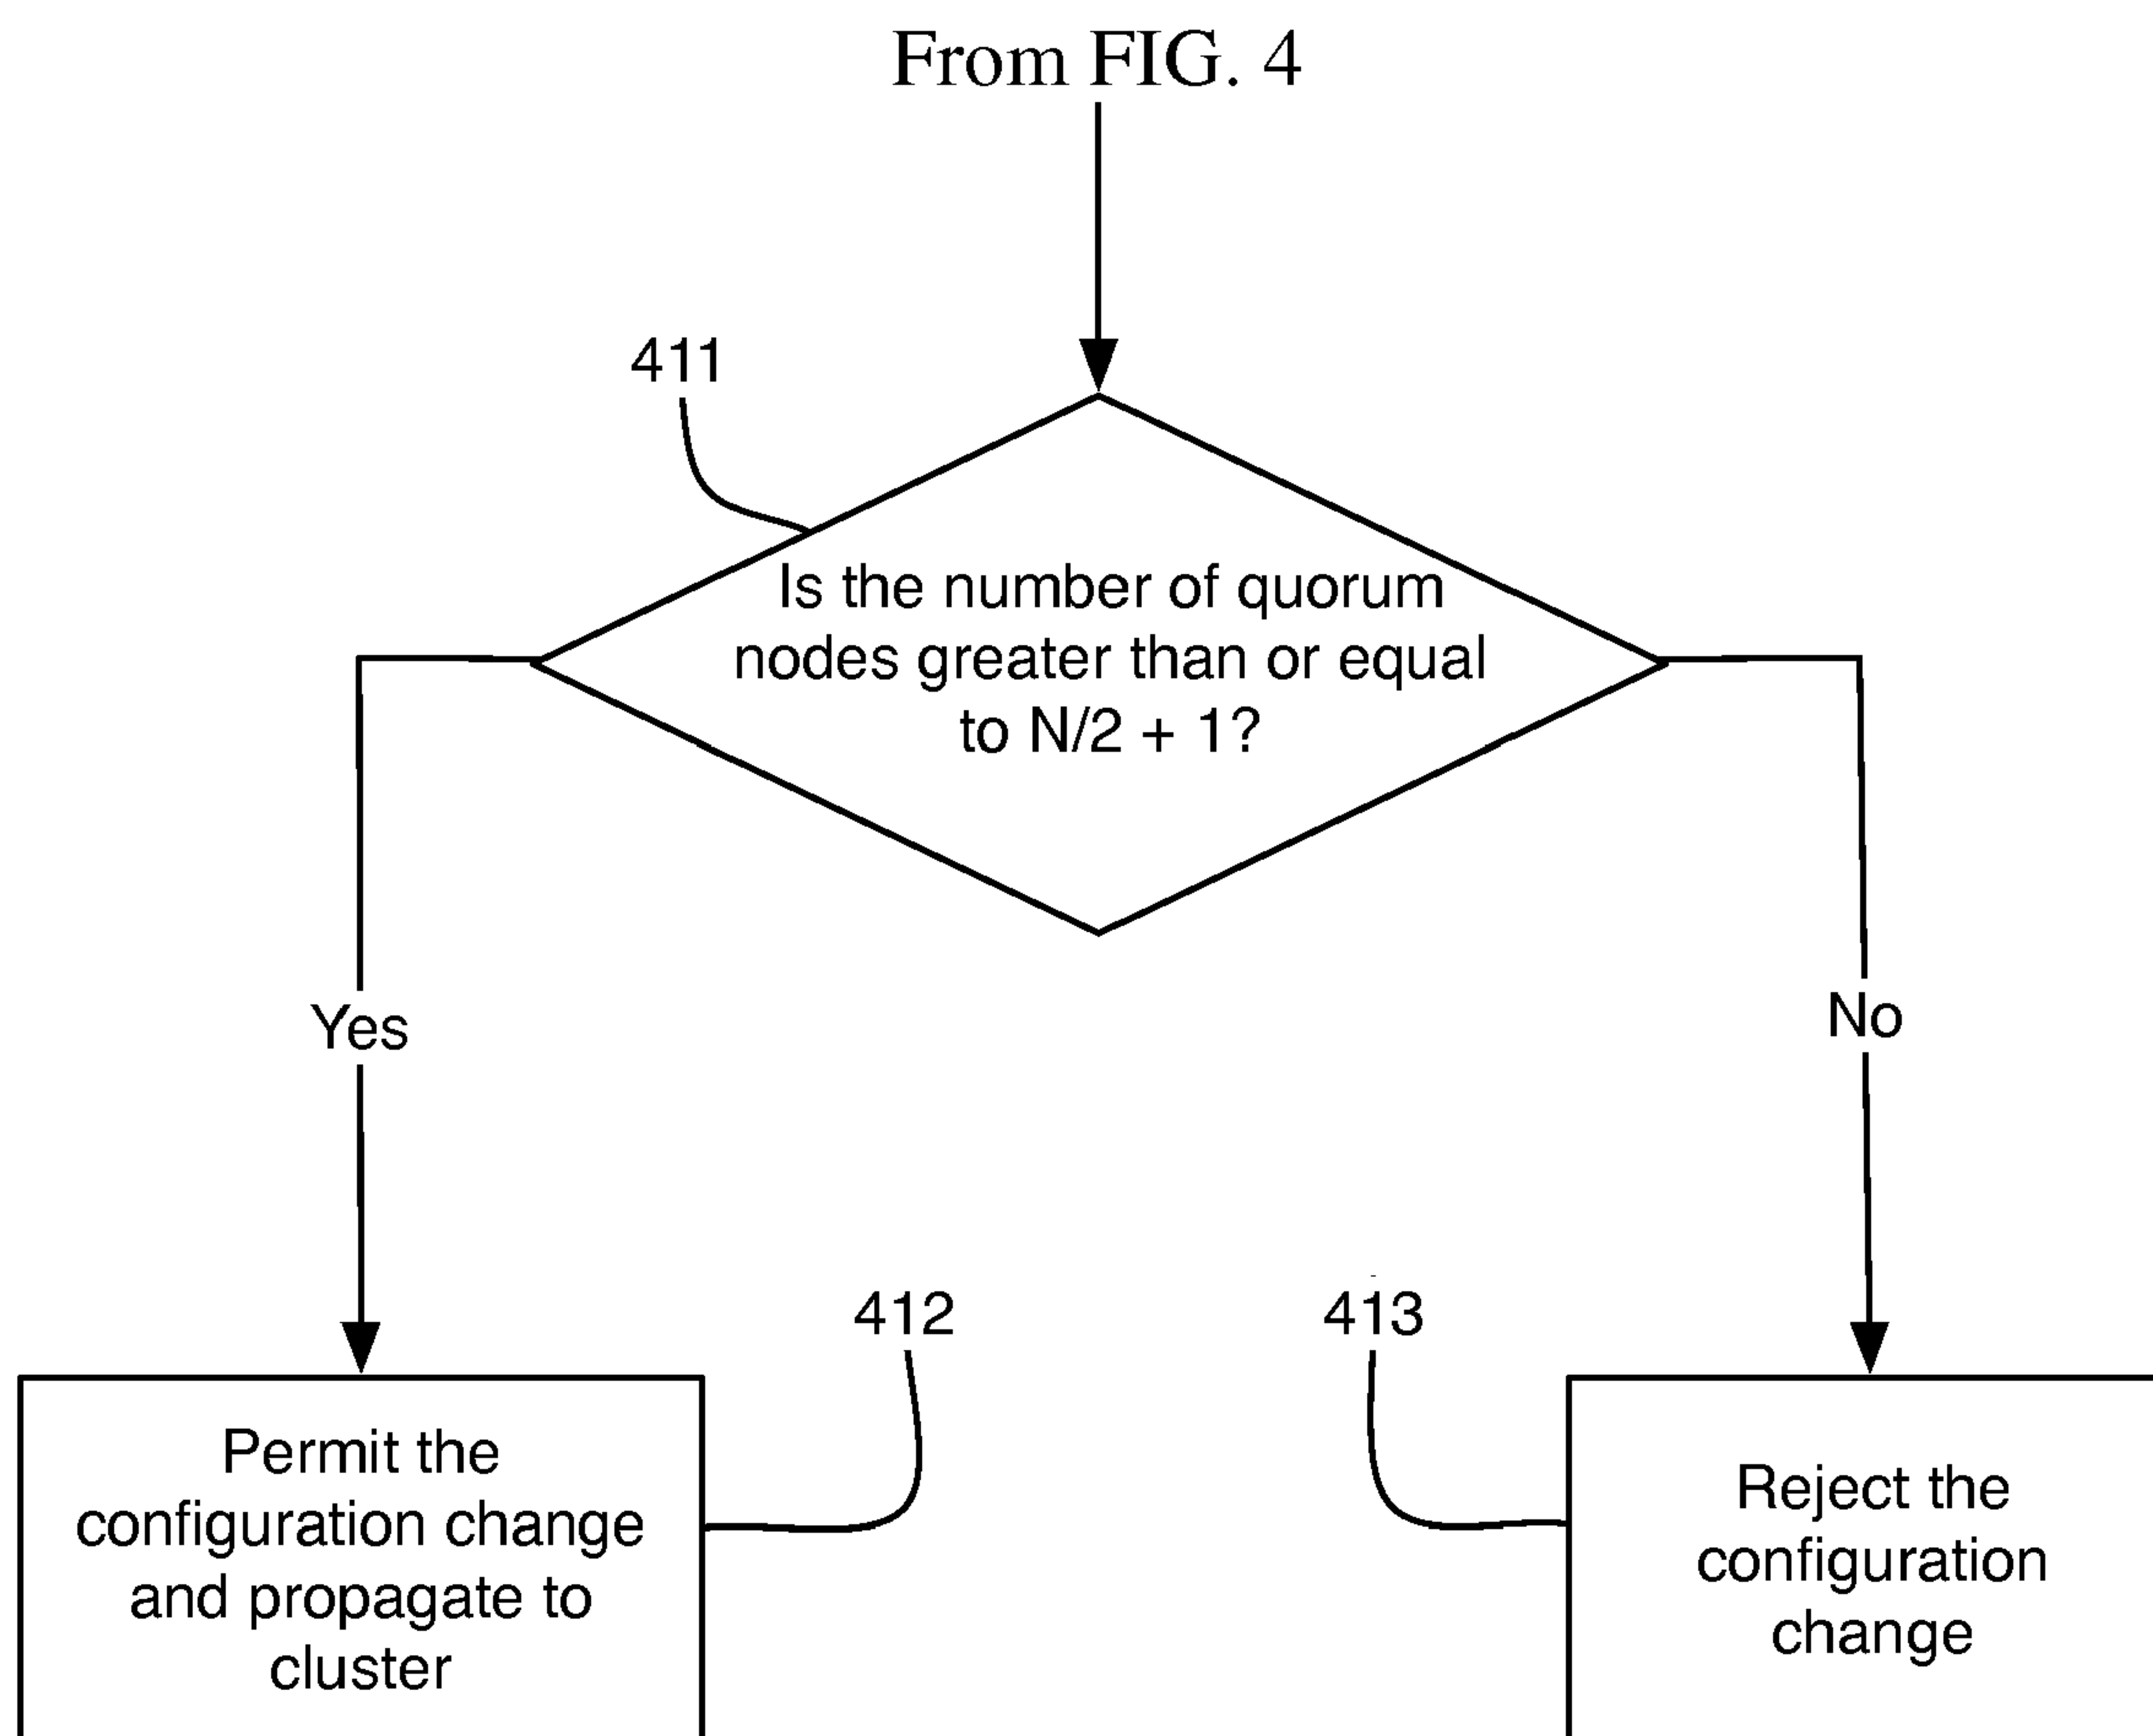 From FIG. 4
411
Is the number of quorum
nodes greater than or equal
to N/2 + 1?
Yes
No
412
413
Permit the
configuration change
and propagate to
cluster
Reject the
configuration
change